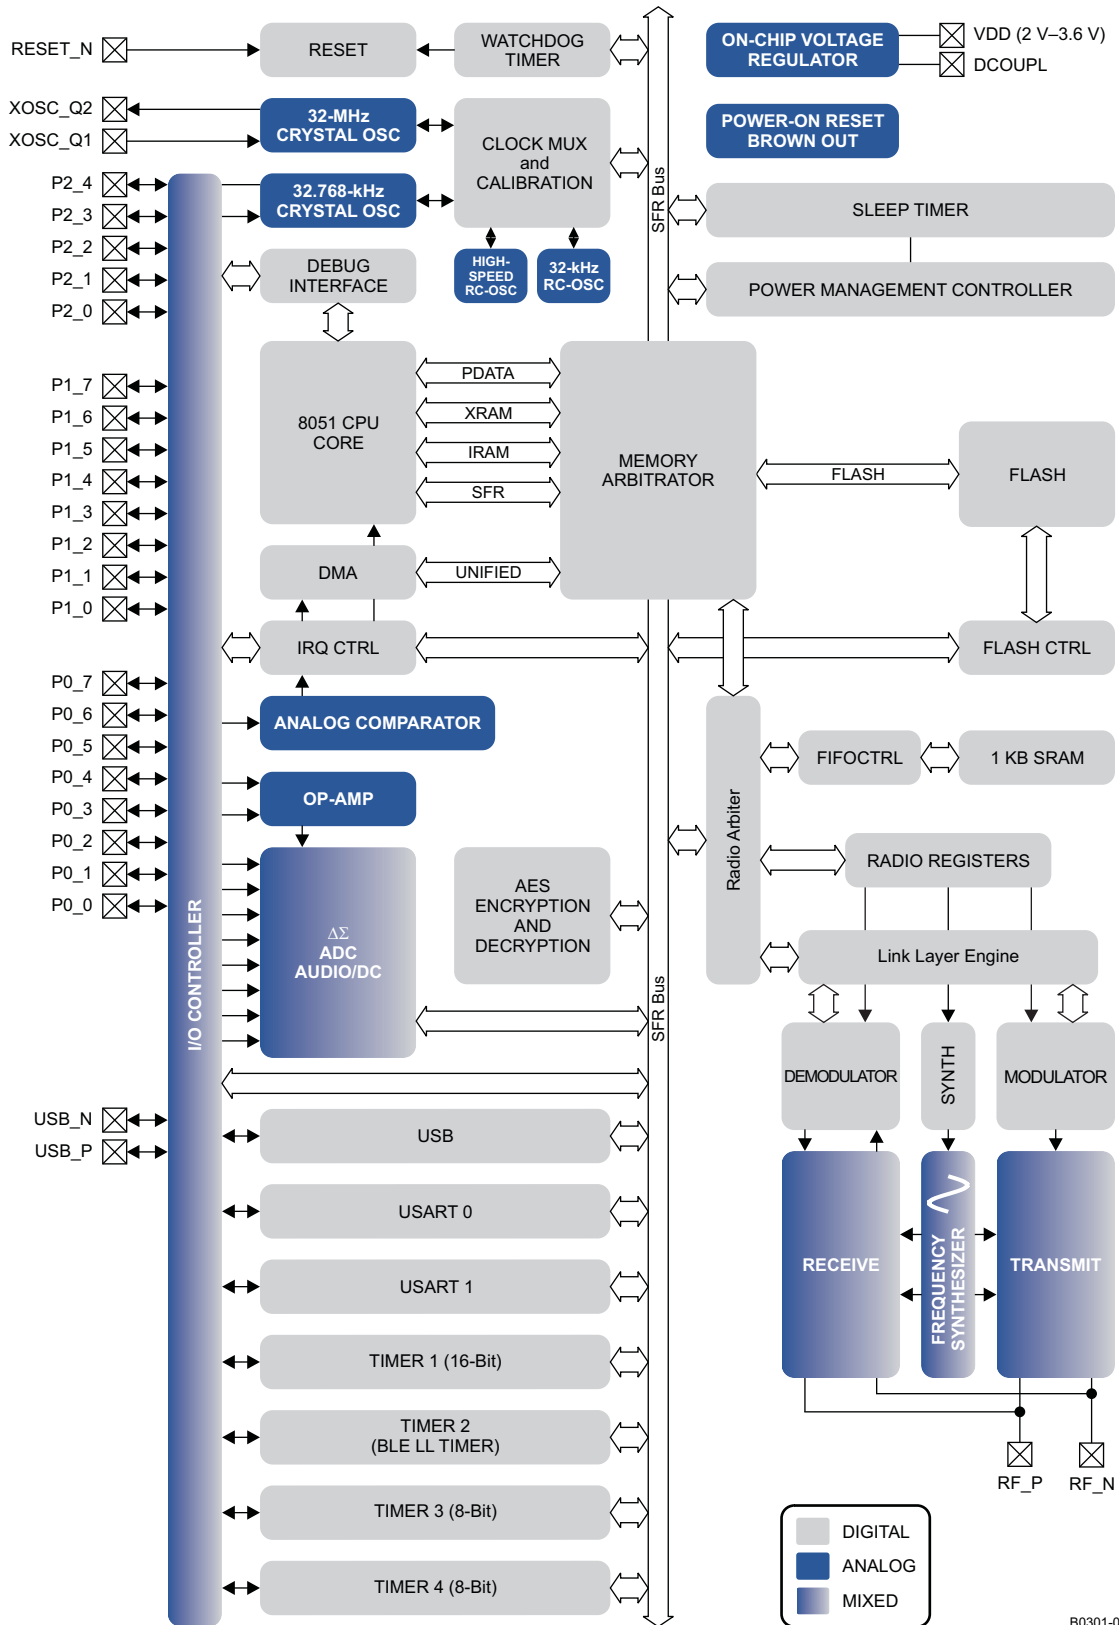 RESET_N
RESET
WATCHDOG
TIMER
ON-CHIP VOLTAGE
REGULATOR
VDD (2 V–3.6 V)
DCOUPL
XOSC_Q2
XOSC_Q1
32-MHz
CRYSTAL OSC
CLOCK MUX
and
CALIBRATION
POWER-ON RESET
BROWN OUT
SFR Bus
P2_4
P2_3
P2_2
P2_1
P2_0
32.768-kHz
CRYSTAL OSC
SLEEP TIMER
DEBUG
INTERFACE
HIGH-
SPEED
RC-OSC
32-kHz
RC-OSC
POWER MANAGEMENT CONTROLLER
P1_7
P1_6
P1_5
P1_4
P1_3
P1_2
P1_1
P1_0
8051 CPU
CORE
PDATA
XRAM
IRAM
SFR
MEMORY
ARBITRATOR
FLASH
FLASH
DMA
UNIFIED
IRQ CTRL
FLASH CTRL
P0_7
P0_6
P0_5
P0_4
P0_3
P0_2
P0_1
P0_0
ANALOG COMPARATOR
OP-AMP
Radio Arbiter
FIFOCTRL
1 KB SRAM
RADIO REGISTERS
I/O CONTROLLER
ΔΣ
ADC
AUDIO/DC
AES
ENCRYPTION
AND
DECRYPTION
Link Layer Engine
SFR Bus
DEMODULATOR
SYNTH
MODULATOR
USB_N
USB_P
USB
USART 0
USART 1
TIMER 1 (16-Bit)
TIMER 2
(BLE LL TIMER)
TIMER 3 (8-Bit)
TIMER 4 (8-Bit)
RECEIVE
FREQUENCY
SYNTHESIZER
TRANSMIT
RF_P
RF_N
DIGITAL
ANALOG
MIXED
B0301-0